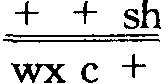 + + sh
wx c +